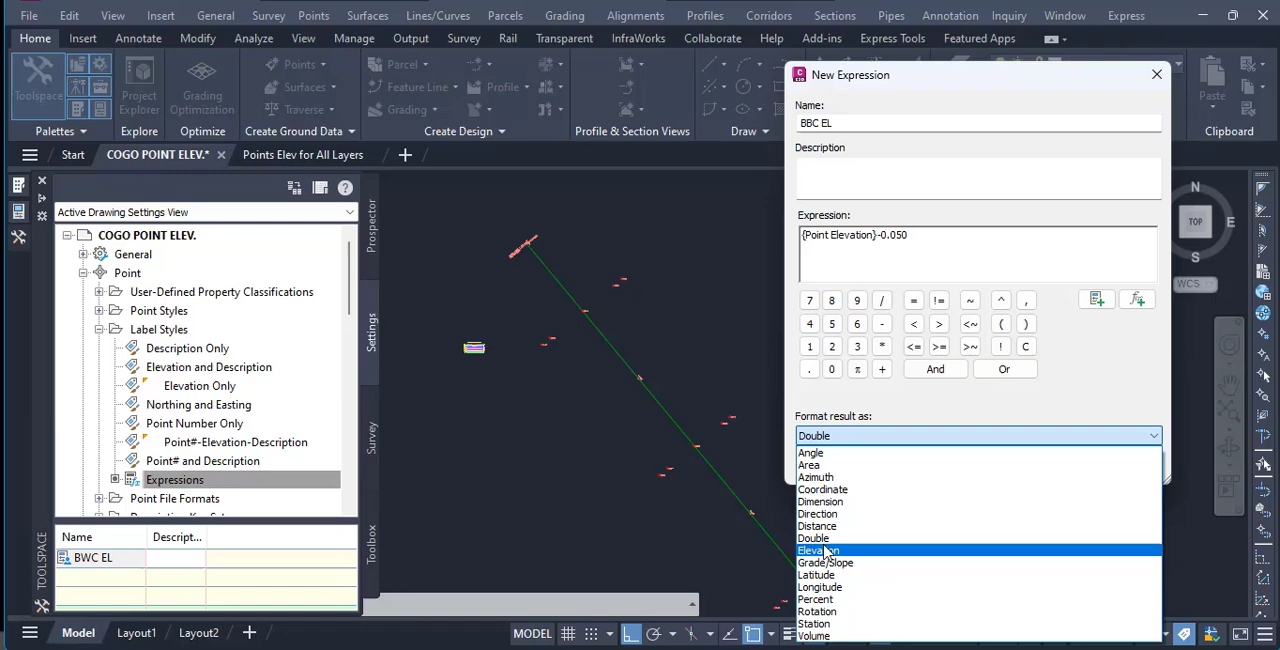 File Edit View Insert General Survey Points Surfaces Lines/Curves Parcels Grading Alignments Profiles Corridors Sections Pipes Annotation Inquiry Window Express
Home Insert Annotate Modify Analyze View Manage Output Survey Rail Transparent InfraWorks Collaborate Help Add-ins Express Tools Featured Apps
Toolspace
Project Explorer
Grading Optimization
Points
Surfaces
Traverse
Parcel
Feature Line
Grading
Profile
Paste
Palettes Explore Optimize Create Ground Data Create Design Profile & Section Views Draw Clipboard
Start COGO POINT ELEV.* Points Elev for All Layers
Active Drawing Settings View
COGO POINT ELEV.
General
Point
User-Defined Property Classifications
Point Styles
Label Styles
Description Only
Elevation and Description
Elevation Only
Northing and Easting
Point Number Only
Point#-Elevation-Description
Point# and Description
Expressions
Point File Formats
Name Descript...
BWC EL
Prospector
Settings
Survey
Toolbox
TOOLSPACE
New Expression
Name:
BBC EL
Description
Expression:
{Point Elevation}-0.050
7 8 9 / = != ~ ^ ,
4 5 6 - < > <~ ( )
1 2 3 * <= >= >~ ! C
. 0 π + And Or
Format result as:
Double
Angle
Area
Azimuth
Coordinate
Dimension
Direction
Distance
Double
Elevation
Grade/Slope
Latitude
Longitude
Percent
Rotation
Station
Volume
N
TOP
E
S
WCS
Model Layout1 Layout2
MODEL